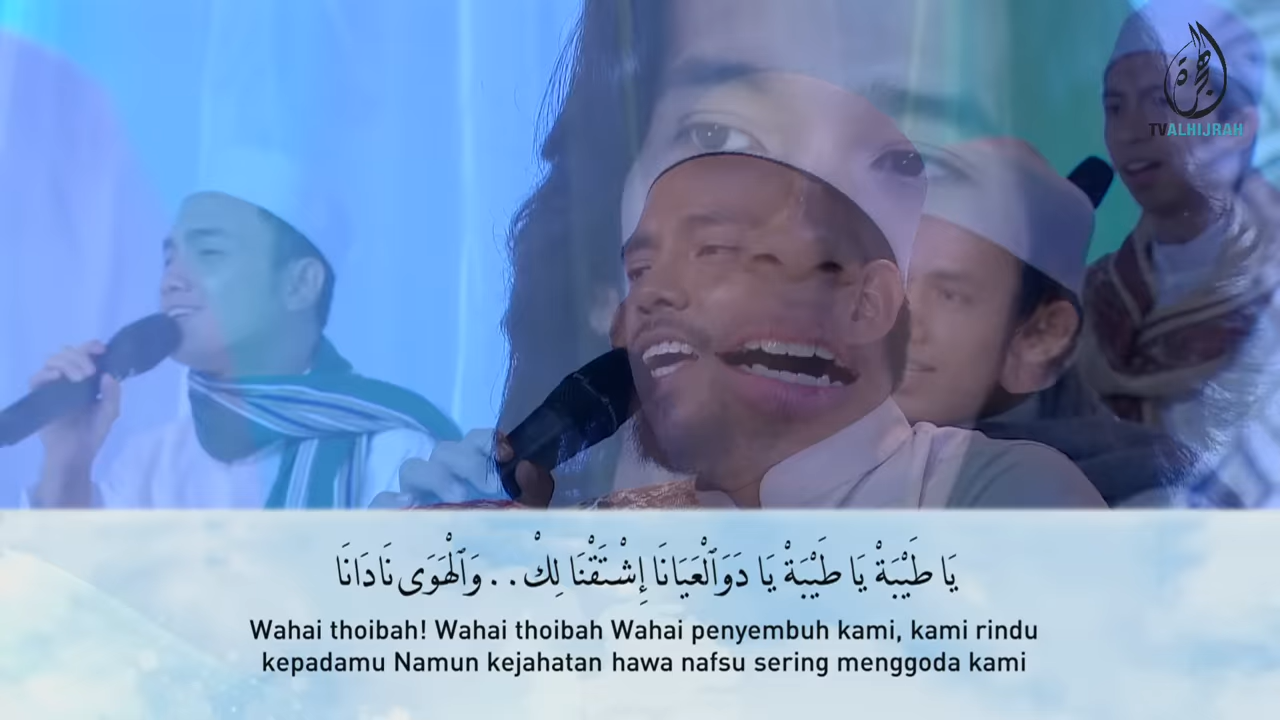 TVALHIJRAH
يَا طَيْبَةْ يَا طَيْبَةْ يَا دَوَالْعَيَانَا إِشْتَقْنَا لِكْ.. وَالْهَوَى نَادَانَا
Wahai thoibah! Wahai thoibah Wahai penyembuh kami, kami rindu
kepadamu Namun kejahatan hawa nafsu sering menggoda kami